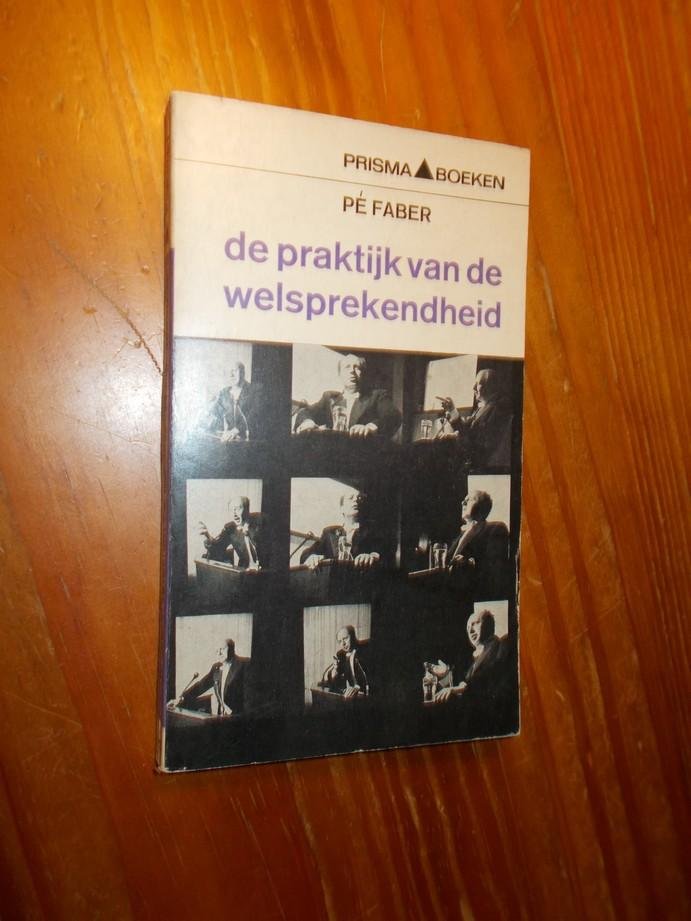 PRISMA BOEKEN
PÉ FABER
de praktijk van de
welsprekendheid